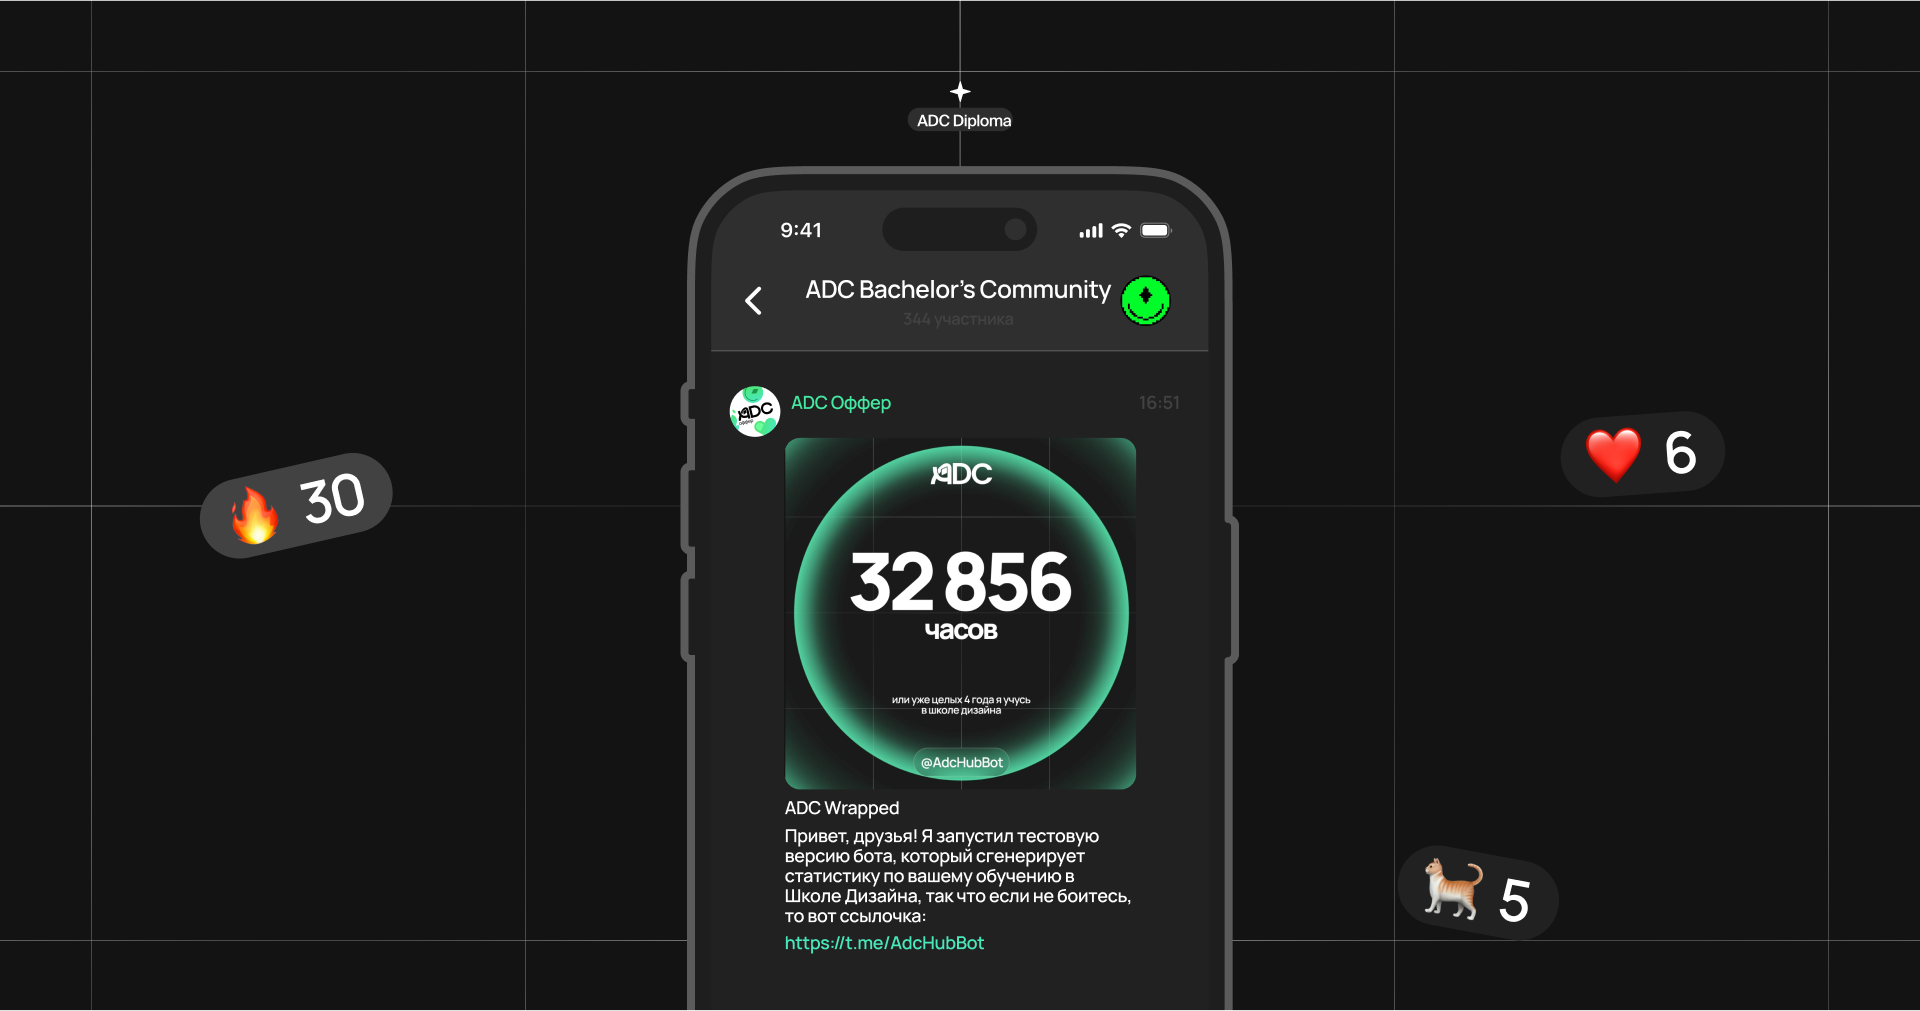 ADC Diploma
9:41
ADC Bachelor’s Community
344 участника
ADC
оффер
ADC Оффер
16:51
ADC
32 856
часов
или уже целых 4 года я учусь
в школе дизайна
@AdcHubBot
ADC Wrapped
Привет, друзья! Я запустил тестовую
версию бота, который сгенерирует
статистику по вашему обучению в
Школе Дизайна, так что если не боитесь,
то вот ссылочка:
https://t.me/AdcHubBot
30
6
5